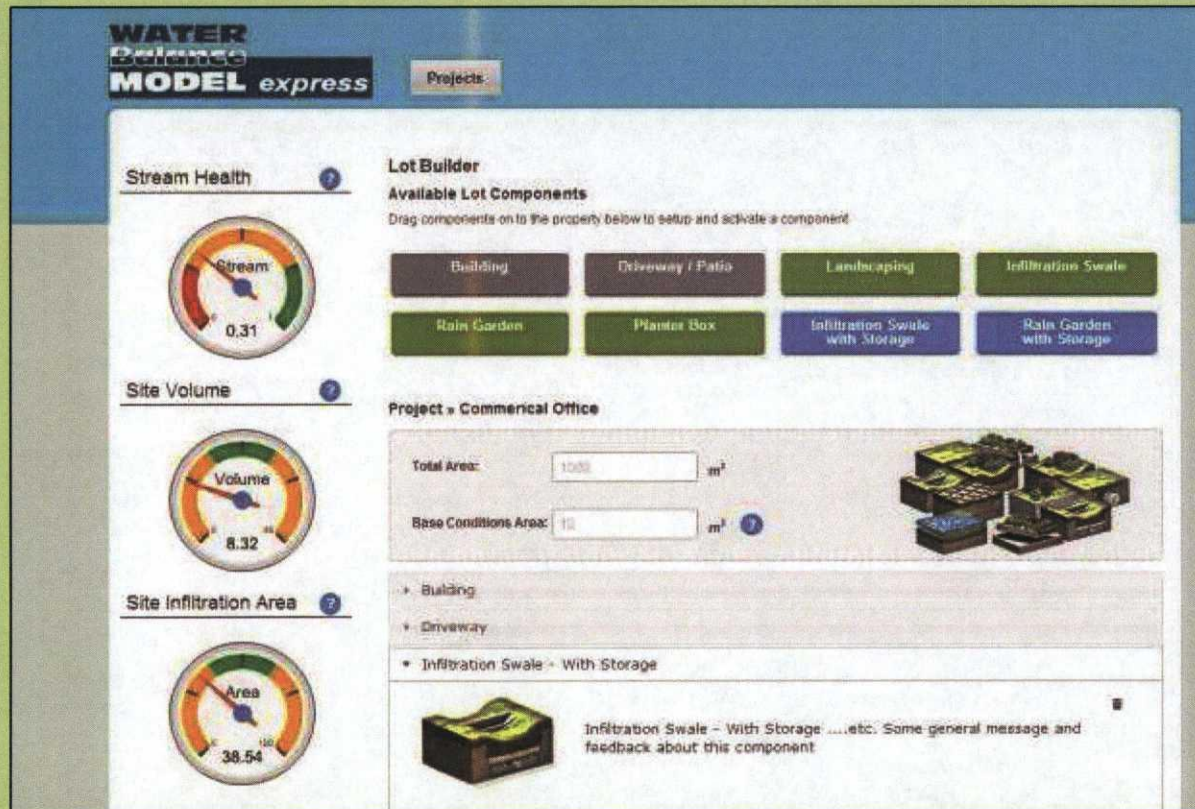 WATER
Balance
MODEL express
Projects
Stream Health ?
Stream
0 1
0.31
Site Volume ?
Volume
0
8.32
Site Infiltration Area ?
Area
38.54
Lot Builder
Available Lot Components
Drag components on to the property below to setup and activate a component
Building
Driveway / Patio
Landscaping
Infiltration Swale
Rain Garden
Planter Box
Infiltration Swale
with Storage
Rain Garden
with Storage
Project » Commerical Office
Total Area: m²
Base Conditions Area: m² ?
Building
Driveway
Infiltration Swale - With Storage
Infiltration Swale - With Storage ....etc. Some general message and
feedback about this component